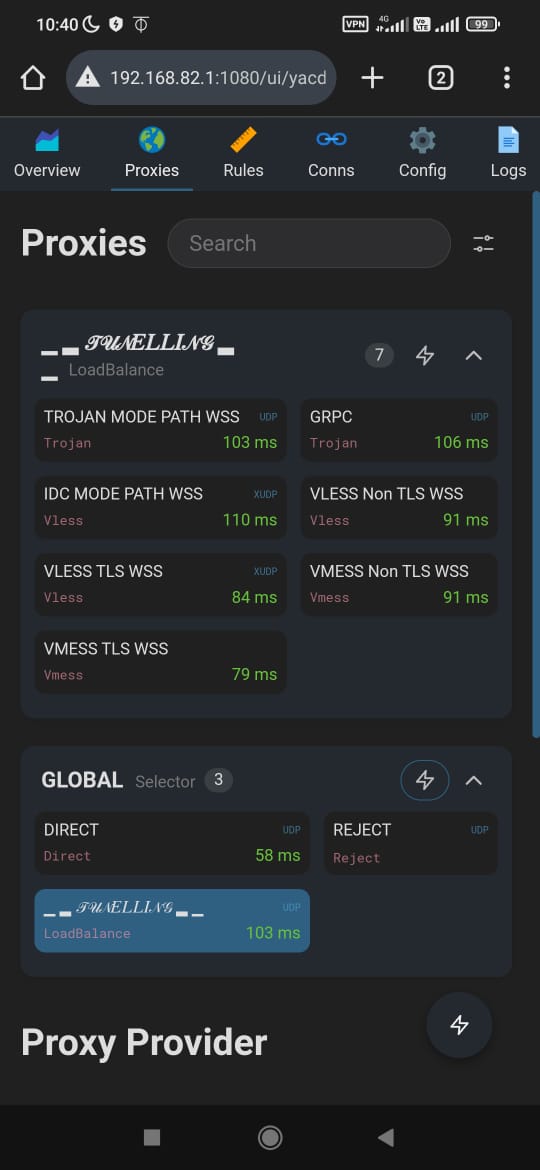 10:40 VPN 4G Vo LTE 99
192.168.82.1:1080/ui/yacd 2
Overview Proxies Rules Conns Config Logs
Proxies Search
▁ ▂ 𝒯𝒰𝒩𝐸𝐿𝐿𝐼𝒩𝒢 ▂
▁ LoadBalance 7
TROJAN MODE PATH WSS UDP
Trojan 103 ms
GRPC UDP
Trojan 106 ms
IDC MODE PATH WSS XUDP
Vless 110 ms
VLESS Non TLS WSS
Vless 91 ms
VLESS TLS WSS XUDP
Vless 84 ms
VMESS Non TLS WSS
Vmess 91 ms
VMESS TLS WSS
Vmess 79 ms
GLOBAL Selector 3
DIRECT UDP
Direct 58 ms
REJECT UDP
Reject
▁ ▂ 𝒯𝒰𝒩𝐸𝐿𝐿𝐼𝒩𝒢 ▂ ▁ UDP
LoadBalance 103 ms
Proxy Provider